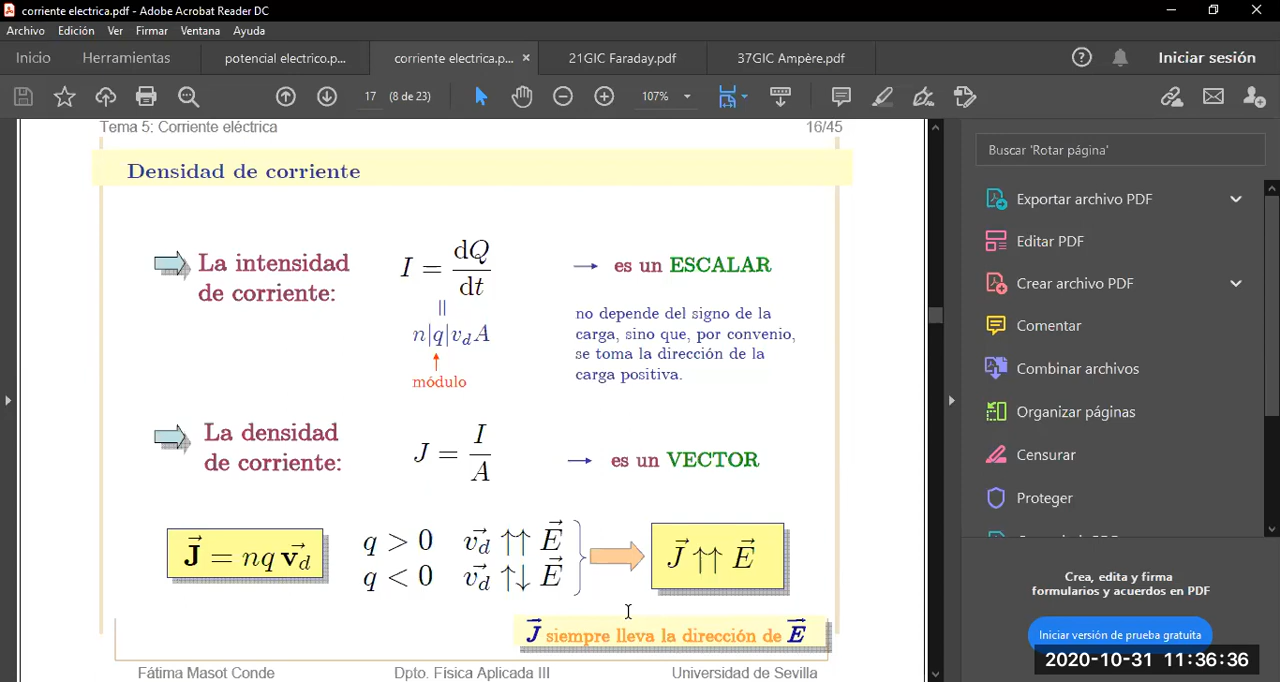 corriente electrica.pdf - Adobe Acrobat Reader DC
Archivo Edición Ver Firmar Ventana Ayuda
Inicio Herramientas potencial electrico.p... corriente electrica.p... × 21GIC Faraday.pdf 37GIC Ampère.pdf Iniciar sesión
17 (8 de 23) 107%
Tema 5: Corriente eléctrica 16/45
Densidad de corriente
La intensidad
de corriente:
I = dQ/dt
→ es un ESCALAR
=
n|q|v_d A
↑
módulo
no depende del signo de la
carga, sino que, por convenio,
se toma la dirección de la
carga positiva.
La densidad
de corriente:
J = I/A
→ es un VECTOR
J⃗ = nq v⃗_d
q > 0 v⃗_d ↑↑ E⃗
q < 0 v⃗_d ↑↓ E⃗
J⃗ ↑↑ E⃗
J⃗ siempre lleva la dirección de E⃗
Fátima Masot Conde Dpto. Física Aplicada III Universidad de Sevilla
Buscar 'Rotar página'
Exportar archivo PDF
Editar PDF
Crear archivo PDF
Comentar
Combinar archivos
Organizar páginas
Censurar
Proteger
Crea, edita y firma
formularios y acuerdos en PDF
Iniciar versión de prueba gratuita
2020-10-31 11:36:36